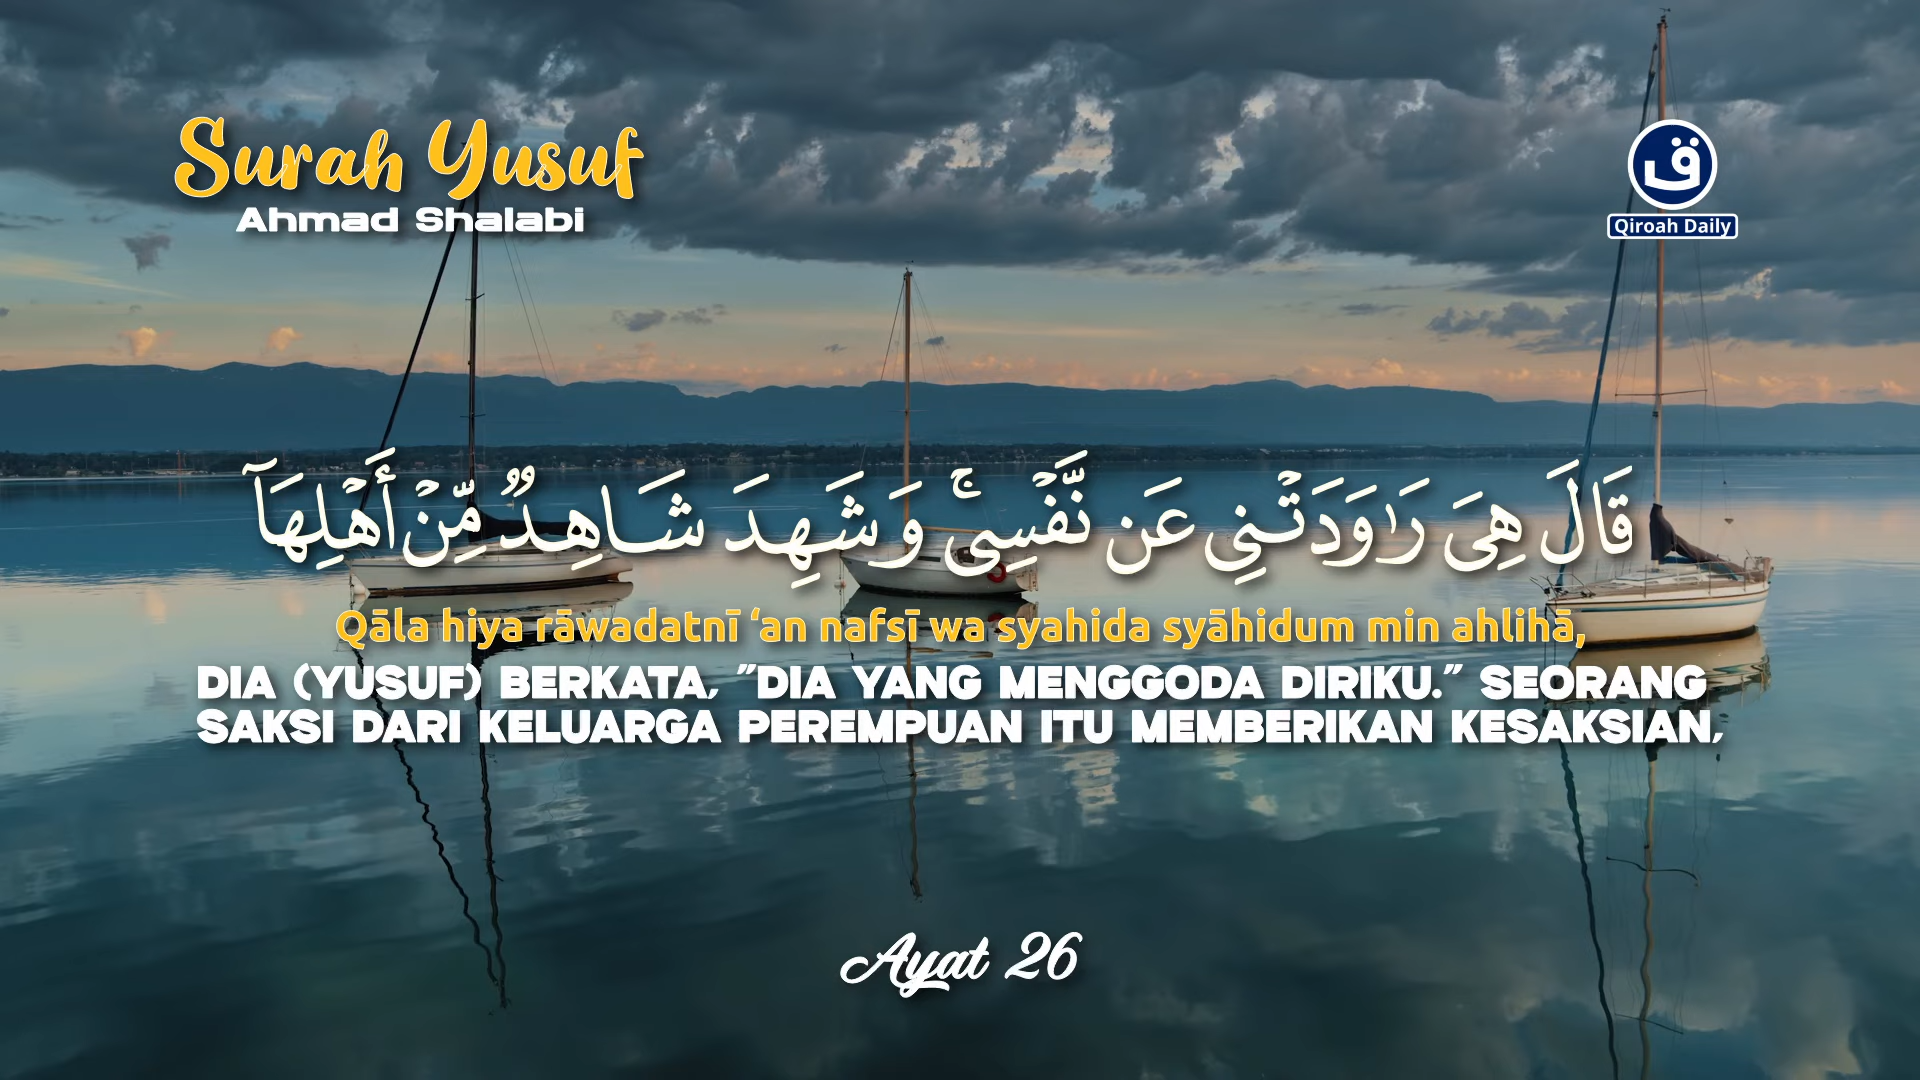 Surah Yusuf
Ahmad Shalabi
ق
Qiroah Daily
قَالَ هِيَ رَاوَدَتْنِي عَن نَّفْسِيۚ وَشَهِدَ شَاهِدٌ مِّنْ أَهْلِهَآ
Qāla hiya rāwadatnī ‘an nafsī wa syahida syāhidum min ahlihā,
DIA (YUSUF) BERKATA, "DIA YANG MENGGODA DIRIKU." SEORANG
SAKSI DARI KELUARGA PEREMPUAN ITU MEMBERIKAN KESAKSIAN,
Ayat 26